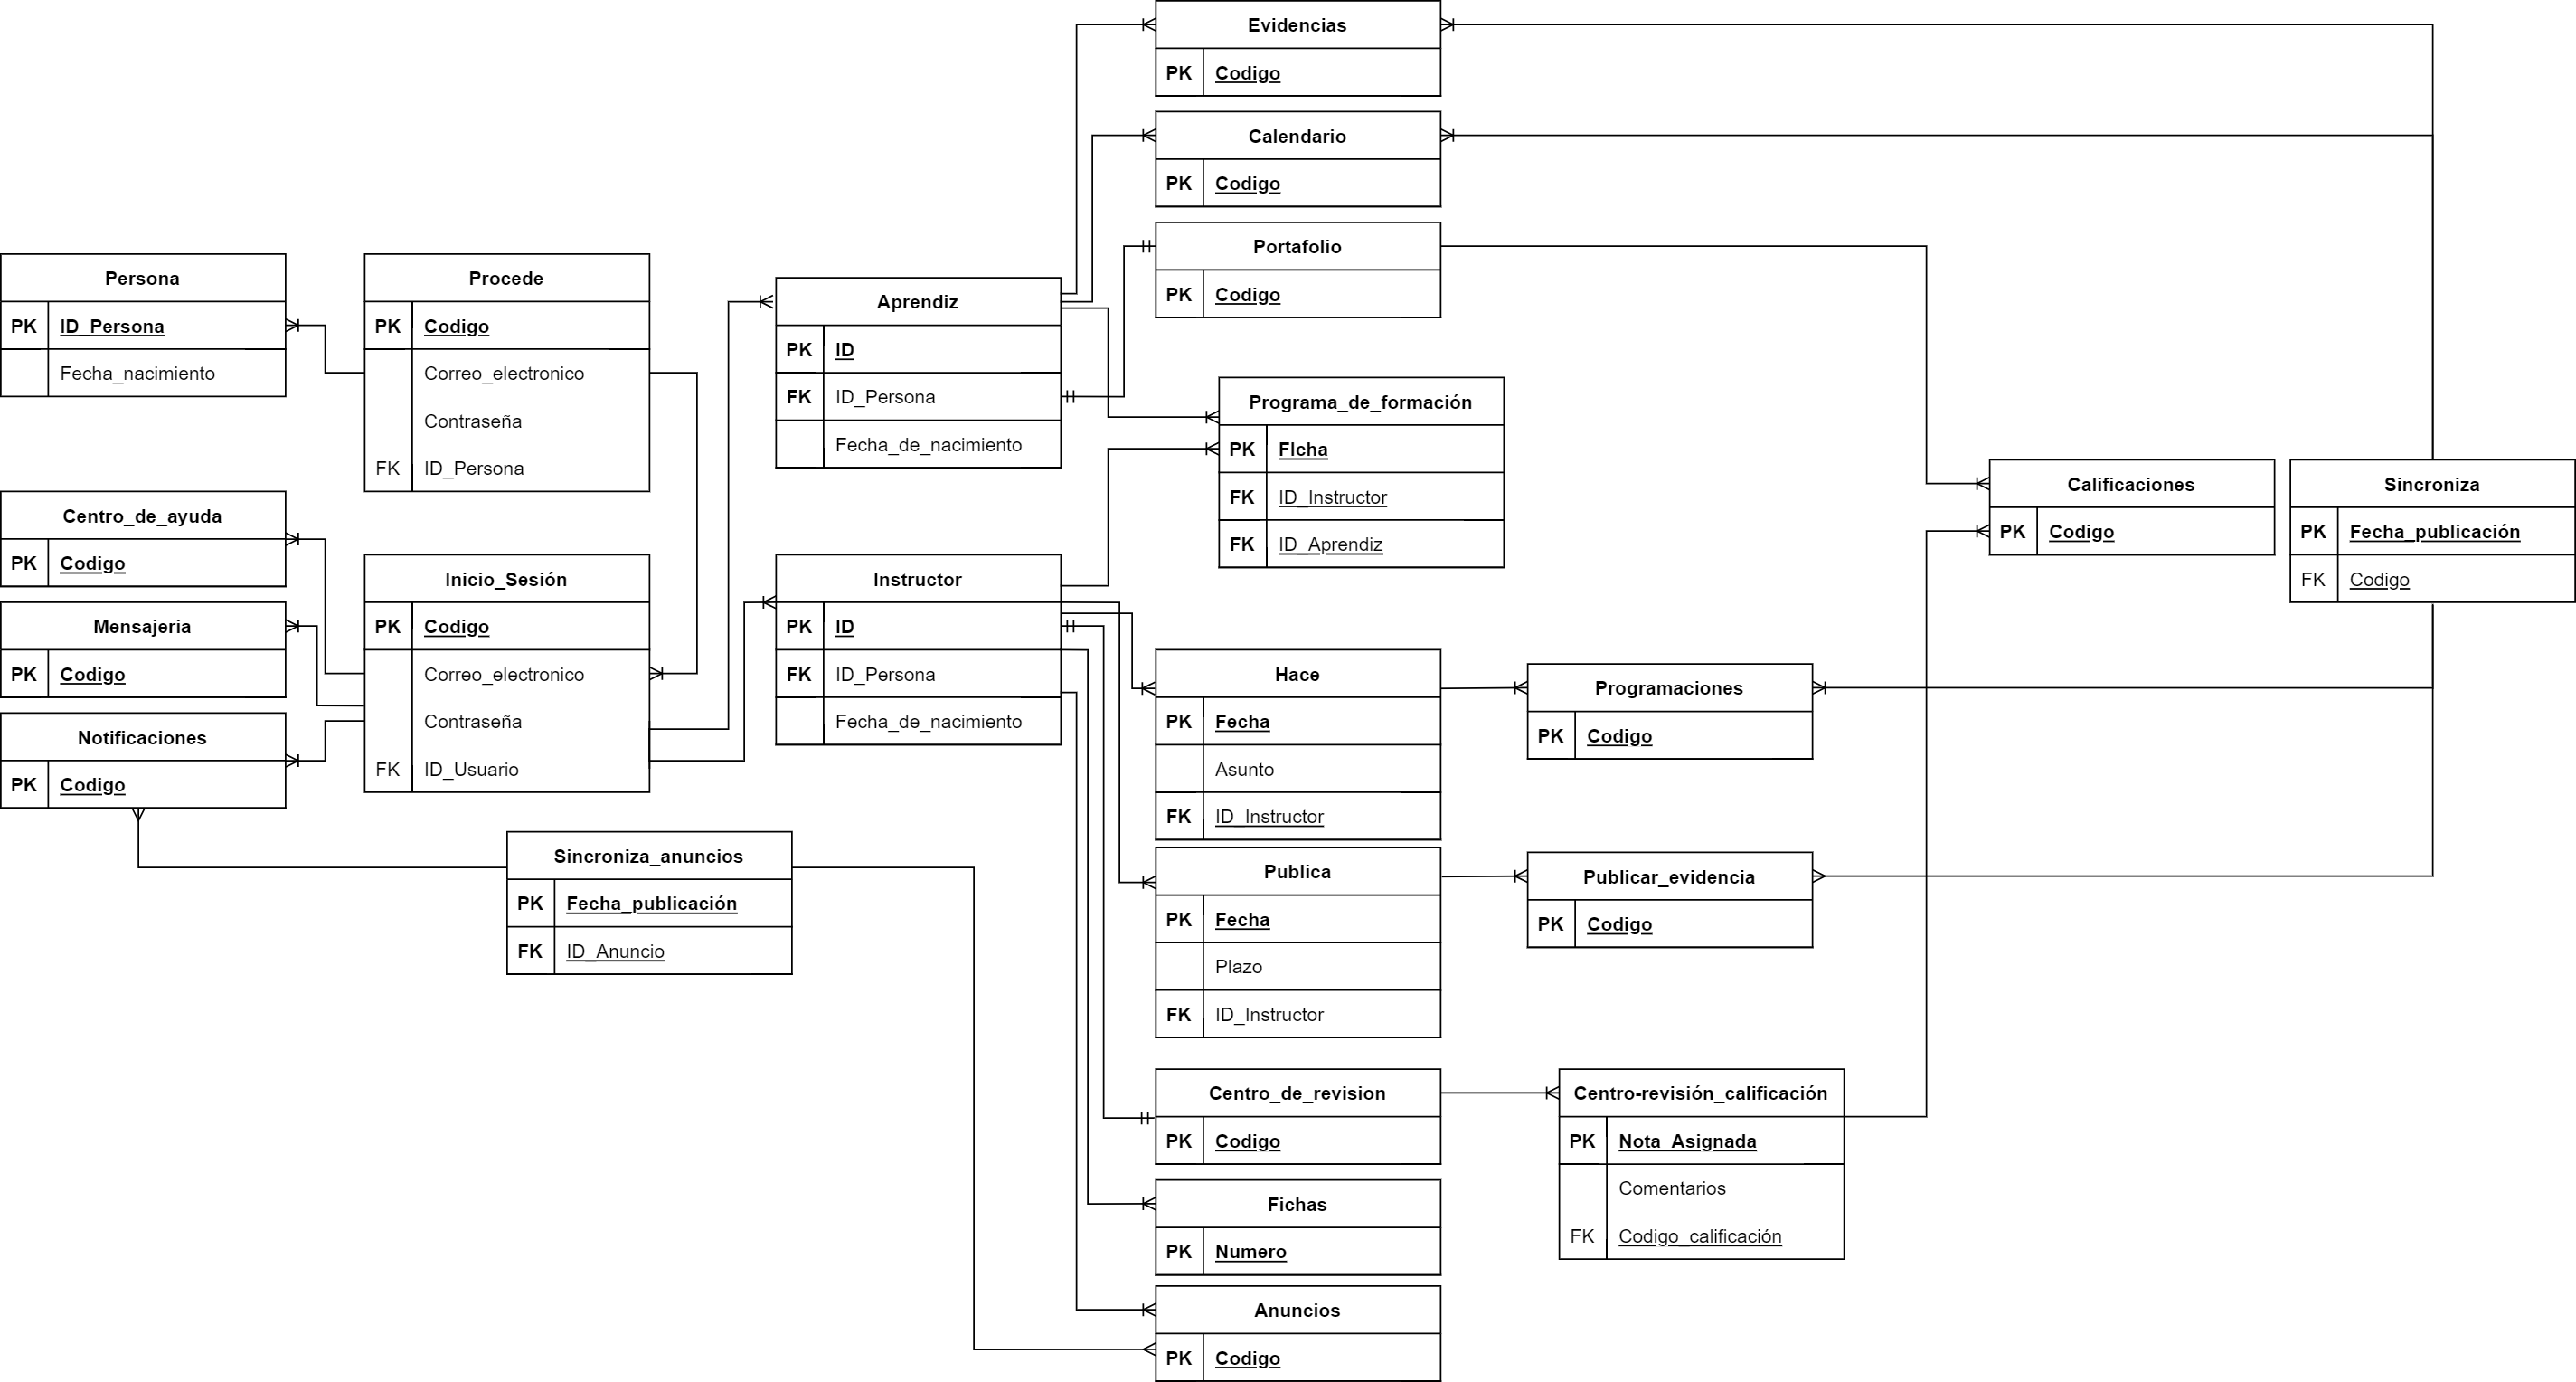 Evidencias
PK Codigo
Calendario
PK Codigo
Portafolio
PK Codigo
Persona
PK ID_Persona
Fecha_nacimiento
Procede
PK Codigo
Correo_electronico
Contraseña
FK ID_Persona
Aprendiz
PK ID
FK ID_Persona
Fecha_de_nacimiento
Programa_de_formación
PK FIcha
FK ID_Instructor
FK ID_Aprendiz
Calificaciones
PK Codigo
Sincroniza
PK Fecha_publicación
FK Codigo
Centro_de_ayuda
PK Codigo
Mensajeria
PK Codigo
Notificaciones
PK Codigo
Inicio_Sesión
PK Codigo
Correo_electronico
Contraseña
FK ID_Usuario
Instructor
PK ID
FK ID_Persona
Fecha_de_nacimiento
Hace
PK Fecha
Asunto
FK ID_Instructor
Programaciones
PK Codigo
Sincroniza_anuncios
PK Fecha_publicación
FK ID_Anuncio
Publica
PK Fecha
Plazo
FK ID_Instructor
Publicar_evidencia
PK Codigo
Centro_de_revision
PK Codigo
Centro-revisión_calificación
PK Nota_Asignada
Comentarios
FK Codigo_calificación
Fichas
PK Numero
Anuncios
PK Codigo